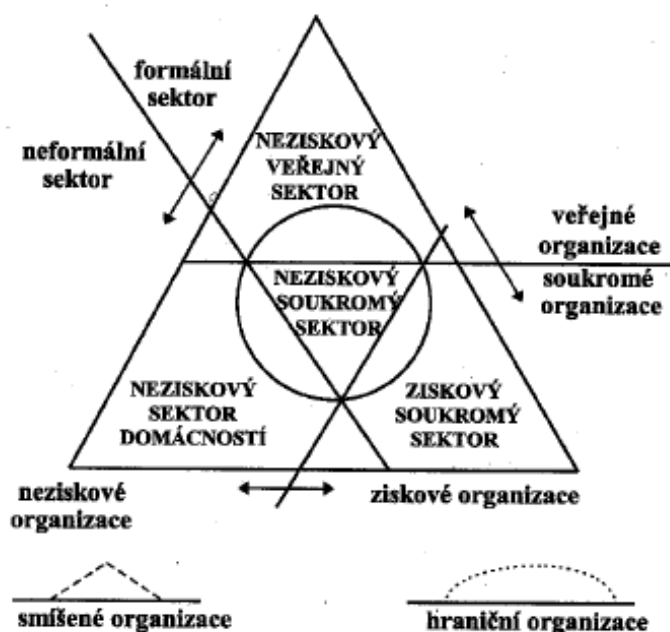 formální
sektor
neformální
sektor
NEZISKOVÝ
VEŘEJNÝ
SEKTOR
veřejné
organizace
soukromé
organizace
NEZISKOVÝ
SOUKROMÝ
SEKTOR
NEZISKOVÝ
SEKTOR
DOMÁCNOSTÍ
ZISKOVÝ
SOUKROMÝ
SEKTOR
neziskové
organizace
ziskové organizace
smíšené organizace
hraniční organizace